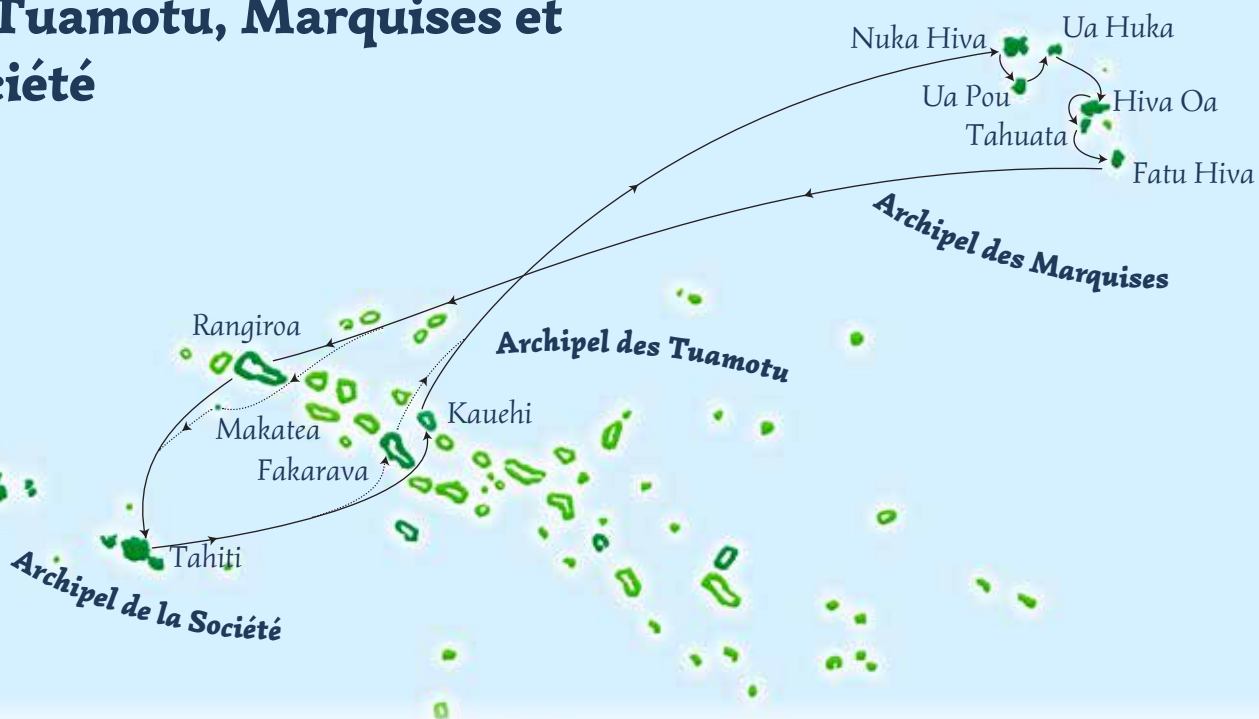 Tuamotu, Marquises et
ciété
Nuka Hiva
Ua Huka
Ua Pou
Hiva Oa
Tahuata
Fatu Hiva
Archipel des Marquises
Rangiroa
Archipel des Tuamotu
Makatea
Kauehi
Fakarava
Tahiti
Archipel de la Société